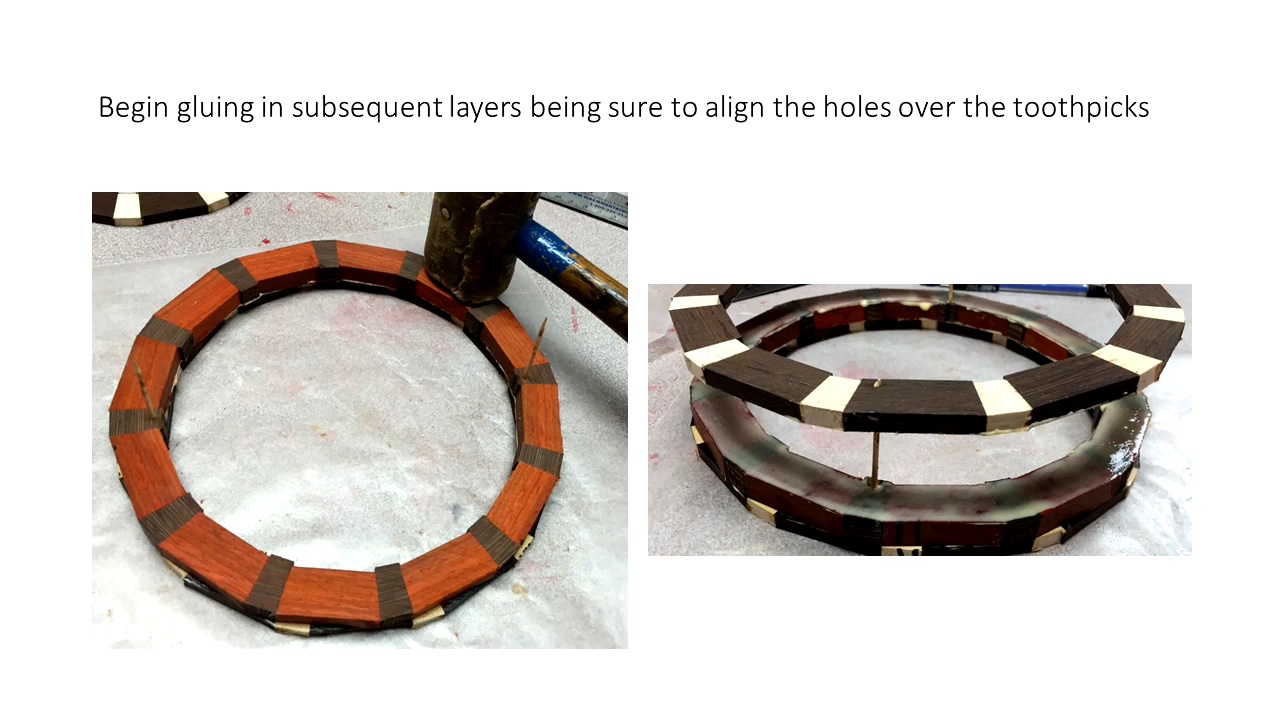 Begin gluing in subsequent layers being sure to align the holes over the toothpicks